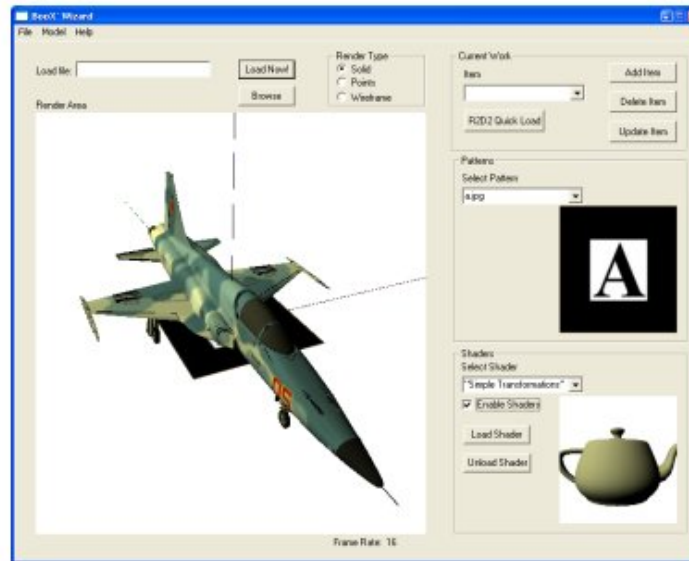 BeeX` Wizard
File Model Help
Load file:
Load Now!
Browse
Render Type
Solid
Points
Wireframe
Render Area
05
Frame Rate: 16
Current Work
Item
Add Item
Delete Item
R2D2 Quick Load
Update Item
Patterns
Select Pattern
a.jpg
A
Shaders
Select Shader
"Simple Transformations"
Enable Shaders
Load Shader
Unload Shader